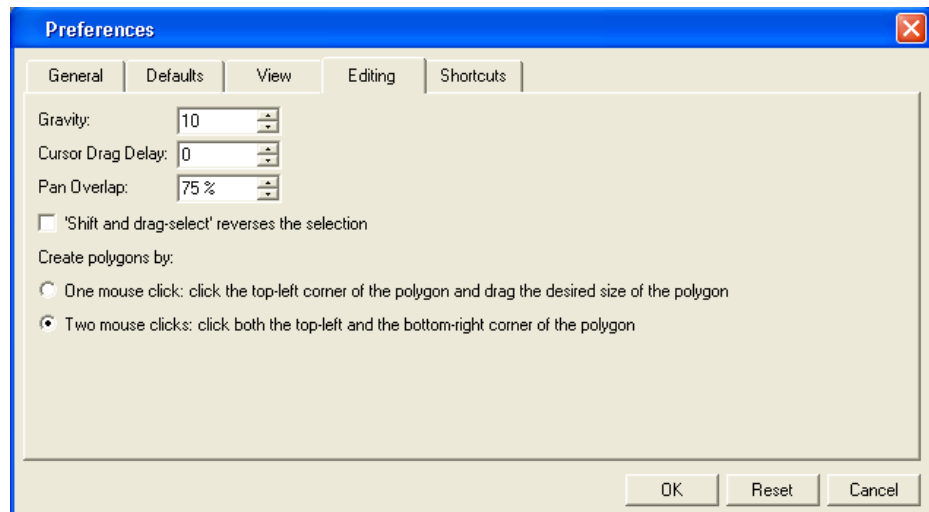 Preferences
General Defaults View Editing Shortcuts
Gravity: 10
Cursor Drag Delay: 0
Pan Overlap: 75 %
'Shift and drag-select' reverses the selection
Create polygons by:
One mouse click: click the top-left corner of the polygon and drag the desired size of the polygon
Two mouse clicks: click both the top-left and the bottom-right corner of the polygon
OK Reset Cancel